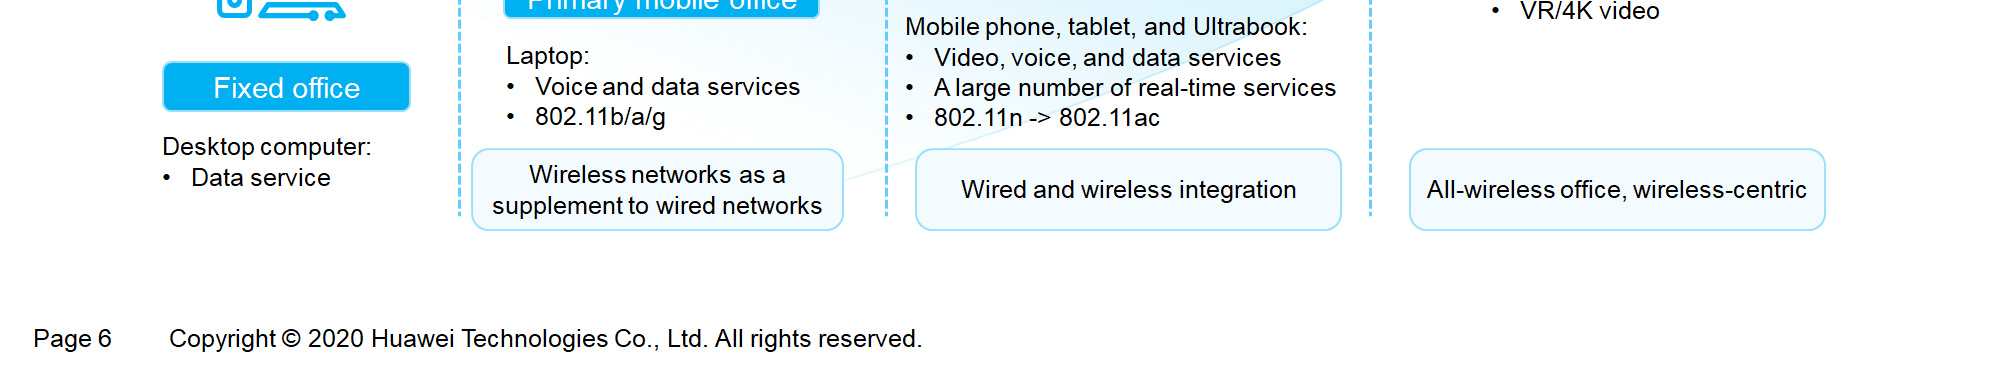 Primary mobile office
Fixed office
Desktop computer:
• Data service
Laptop:
• Voice and data services
• 802.11b/a/g
Wireless networks as a
supplement to wired networks
Mobile phone, tablet, and Ultrabook:
• Video, voice, and data services
• A large number of real-time services
• 802.11n -> 802.11ac
Wired and wireless integration
• VR/4K video
All-wireless office, wireless-centric
Page 6
Copyright © 2020 Huawei Technologies Co., Ltd. All rights reserved.